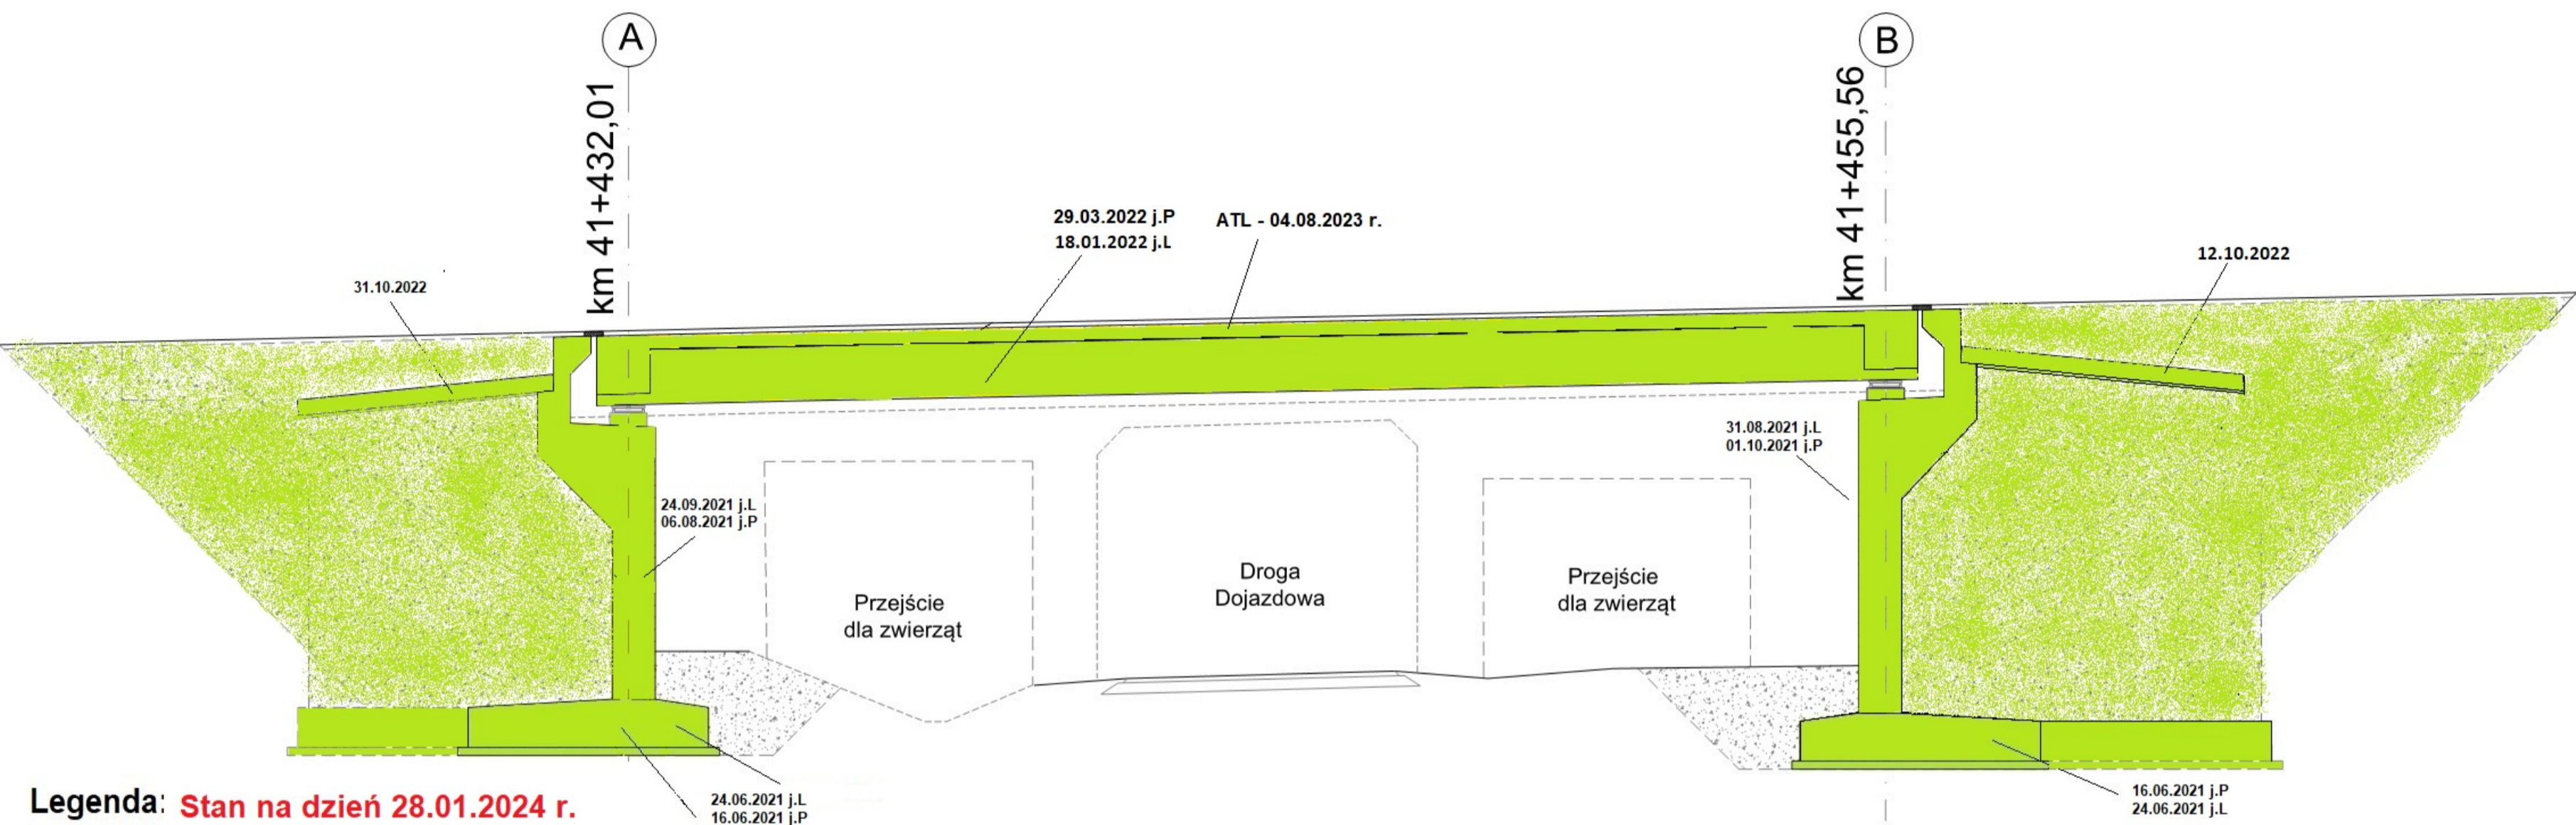 A
B
km 41+432,01
km 41+455,56
29.03.2022 j.P
18.01.2022 j.L
ATL - 04.08.2023 r.
12.10.2022
31.10.2022
31.08.2021 j.L
01.10.2021 j.P
24.09.2021 j.L
06.08.2021 j.P
Przejście
dla zwierząt
Droga
Dojazdowa
Przejście
dla zwierząt
24.06.2021 j.L
16.06.2021 j.P
16.06.2021 j.P
24.06.2021 j.L
Legenda: Stan na dzień 28.01.2024 r.